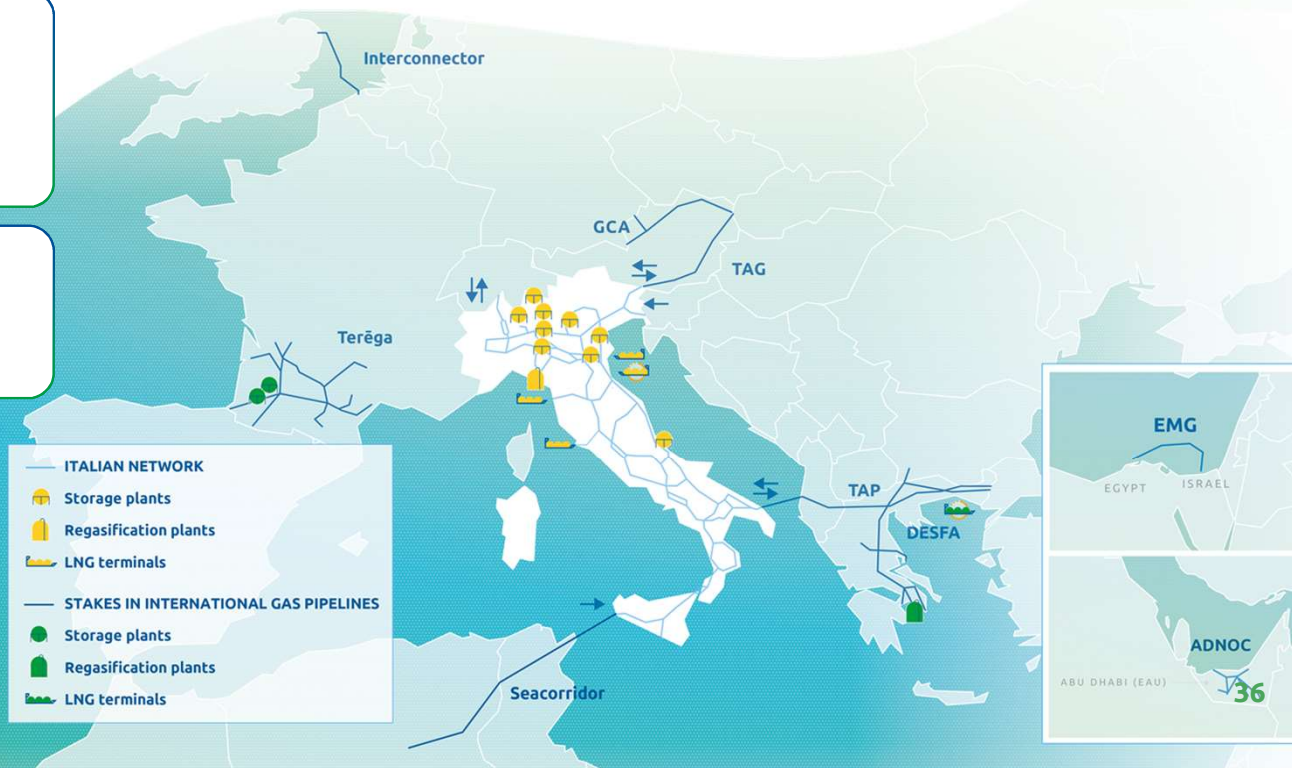 Interconnector
GCA
TAG
Terēga
EMG
EGYPT
ISRAEL
TAP
DESFA
ITALIAN NETWORK
Storage plants
Regasification plants
LNG terminals
STAKES IN INTERNATIONAL GAS PIPELINES
Storage plants
Regasification plants
LNG terminals
ADNOC
ABU DHABI (EAU)
36
Seacorridor